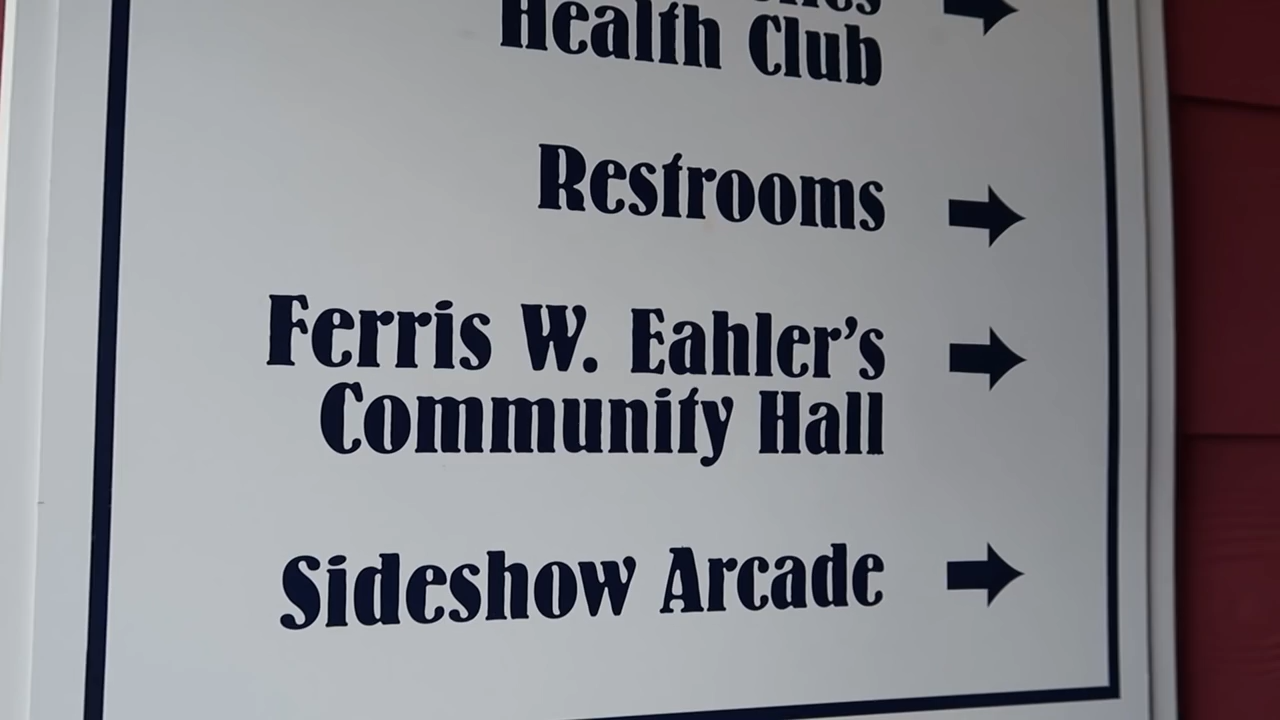 Health Club
Restrooms
Ferris W. Eahler's
Community Hall
Sideshow Arcade